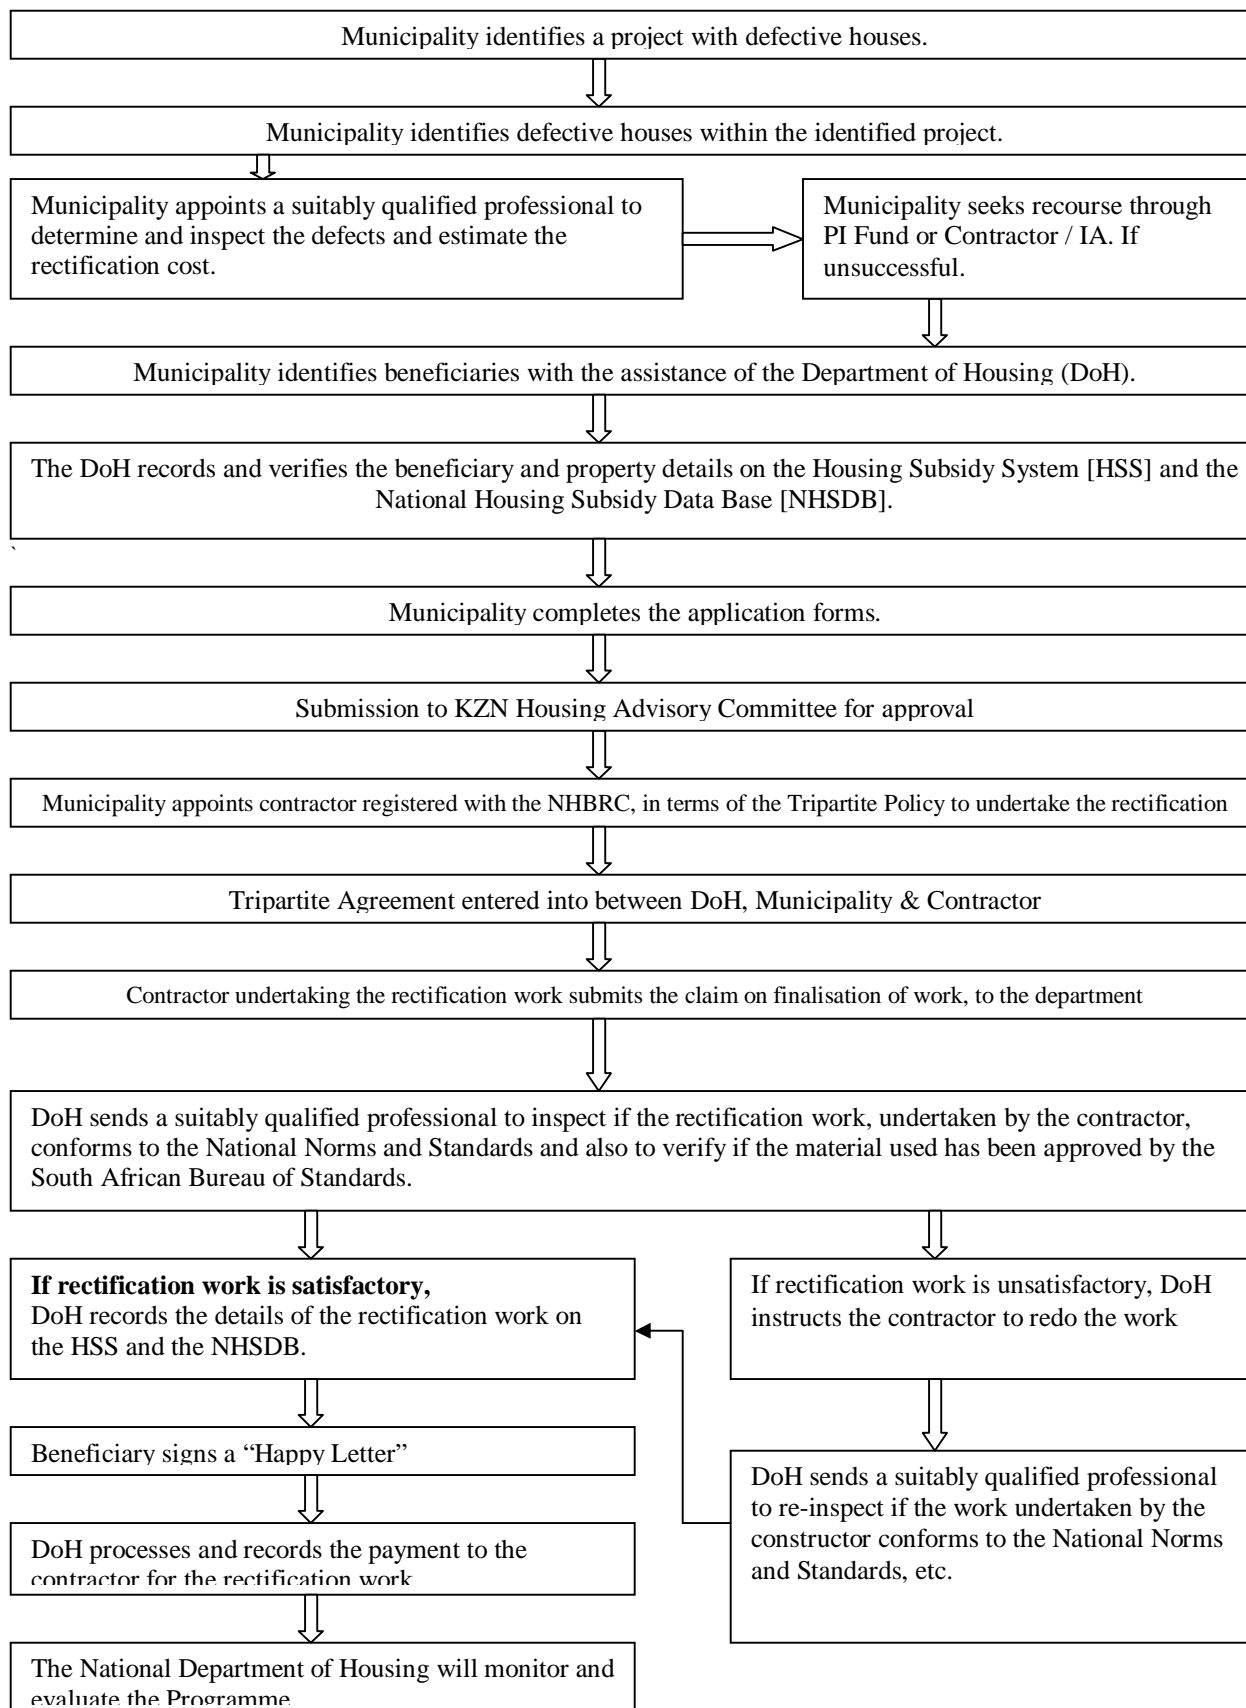 Municipality identifies a project with defective houses.
Municipality identifies defective houses within the identified project.
Municipality appoints a suitably qualified professional to
determine and inspect the defects and estimate the
rectification cost.
Municipality seeks recourse through
PI Fund or Contractor / IA. If
unsuccessful.
Municipality identifies beneficiaries with the assistance of the Department of Housing (DoH).
The DoH records and verifies the beneficiary and property details on the Housing Subsidy System [HSS] and the
National Housing Subsidy Data Base [NHSDB].
`
Municipality completes the application forms.
Submission to KZN Housing Advisory Committee for approval
Municipality appoints contractor registered with the NHBRC, in terms of the Tripartite Policy to undertake the rectification
Tripartite Agreement entered into between DoH, Municipality & Contractor
Contractor undertaking the rectification work submits the claim on finalisation of work, to the department
DoH sends a suitably qualified professional to inspect if the rectification work, undertaken by the contractor,
conforms to the National Norms and Standards and also to verify if the material used has been approved by the
South African Bureau of Standards.
If rectification work is satisfactory,
DoH records the details of the rectification work on
the HSS and the NHSDB.
If rectification work is unsatisfactory, DoH
instructs the contractor to redo the work
Beneficiary signs a “Happy Letter”
DoH sends a suitably qualified professional
to re-inspect if the work undertaken by the
constructor conforms to the National Norms
and Standards, etc.
DoH processes and records the payment to the
contractor for the rectification work
The National Department of Housing will monitor and
evaluate the Programme